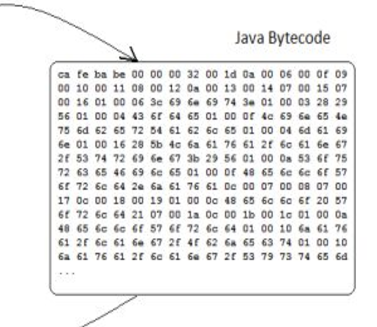 Java Bytecode
ca fe ba be 00 00 00 32 00 1d 0a 00 06 00 0f 09
00 10 00 11 08 00 12 0a 00 13 00 14 07 00 15 07
00 16 01 00 06 3c 69 6e 69 74 3e 01 00 03 28 29
56 01 00 04 43 6f 64 65 01 00 0f 4c 69 6e 65 4e
75 6d 62 65 72 54 61 62 6c 65 01 00 04 6d 61 69
6e 01 00 16 28 5b 4c 6a 61 76 61 2f 6c 61 6e 67
2f 53 74 72 69 6e 67 3b 29 56 01 00 0a 53 6f 75
72 63 65 46 69 6c 65 01 00 0f 48 65 6c 6c 6f 57
6f 72 6c 64 2e 6a 61 76 61 0c 00 07 00 08 07 00
17 0c 00 18 00 19 01 00 0c 48 65 6c 6c 6f 20 57
6f 72 6c 64 21 07 00 1a 0c 00 1b 00 1c 01 00 0a
48 65 6c 6c 6f 57 6f 72 6c 64 01 00 10 6a 61 76
61 2f 6c 61 6e 67 2f 4f 62 6a 65 63 74 01 00 10
6a 61 76 61 2f 6c 61 6e 67 2f 53 79 73 74 65 6d
...